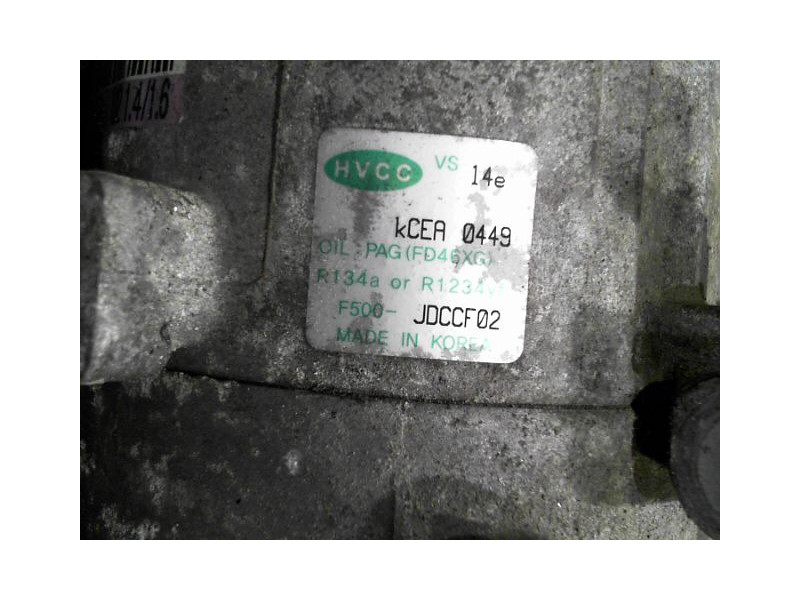 1.4/1.6
HVCC VS 14e
kCEA 0449
OIL : PAG(FD46XG)
R134a or R1234y
F500- JDCCF02
MADE IN KOREA